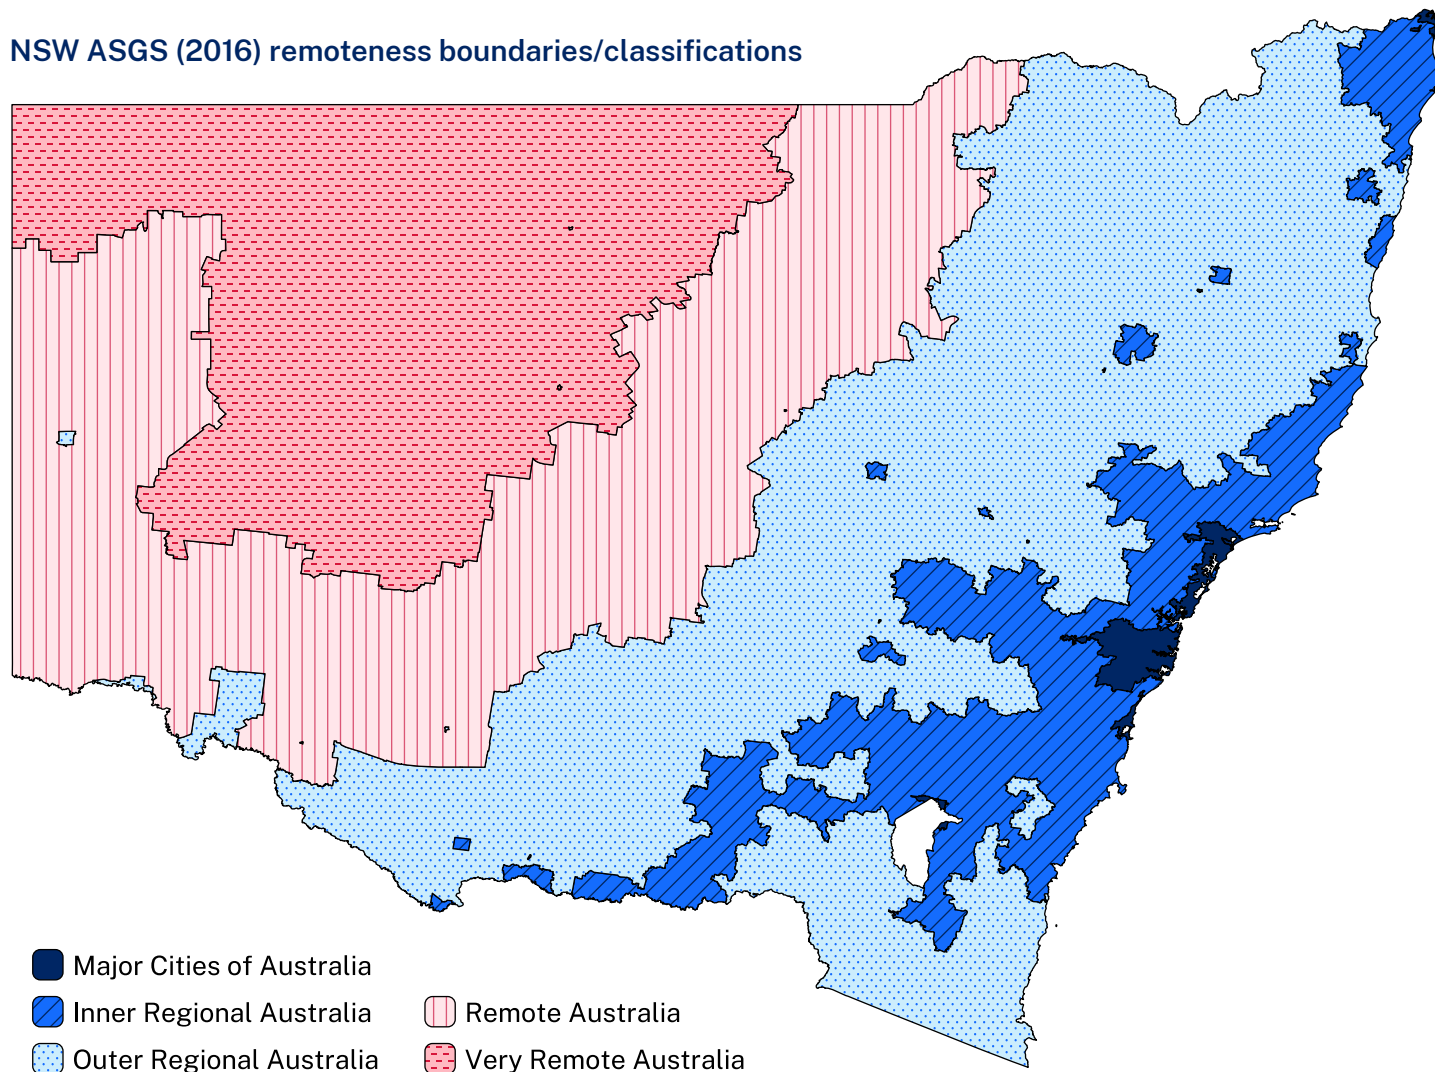 NSW ASGS (2016) remoteness boundaries/classifications
Major Cities of Australia
Inner Regional Australia
Remote Australia
Outer Regional Australia
Very Remote Australia